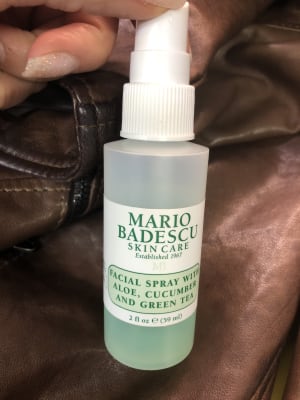 MARIO
BADESCU
SKIN CARE
Established 1967
FACIAL SPRAY WITH
ALOE, CUCUMBER
AND GREEN TEA
2 fl oz ℮ (59 ml)